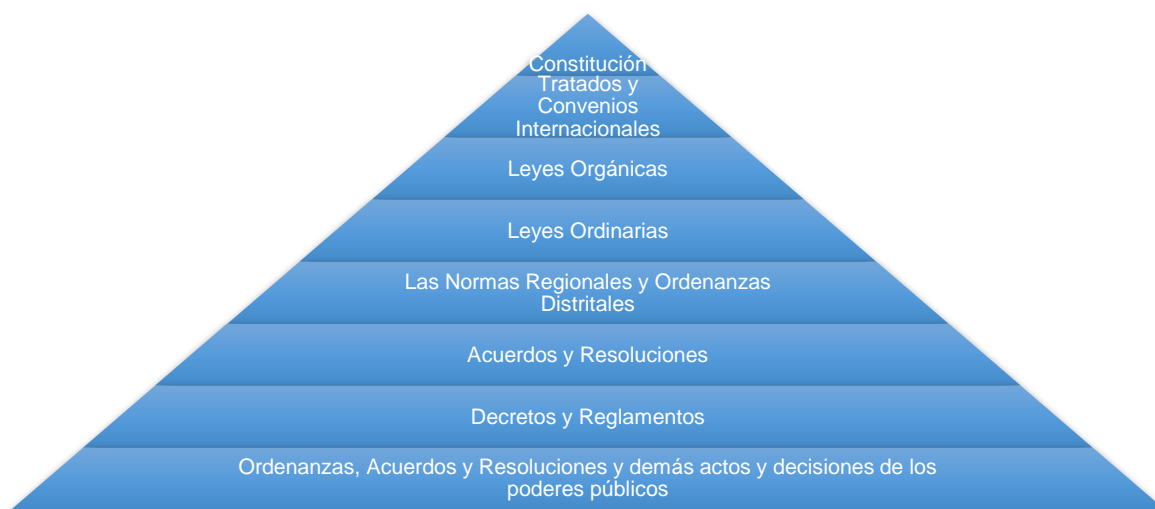 Constitución
Tratados y
Convenios
Internacionales
Leyes Orgánicas
Leyes Ordinarias
Las Normas Regionales y Ordenanzas
Distritales
Acuerdos y Resoluciones
Decretos y Reglamentos
Ordenanzas, Acuerdos y Resoluciones y demás actos y decisiones de los
poderes públicos